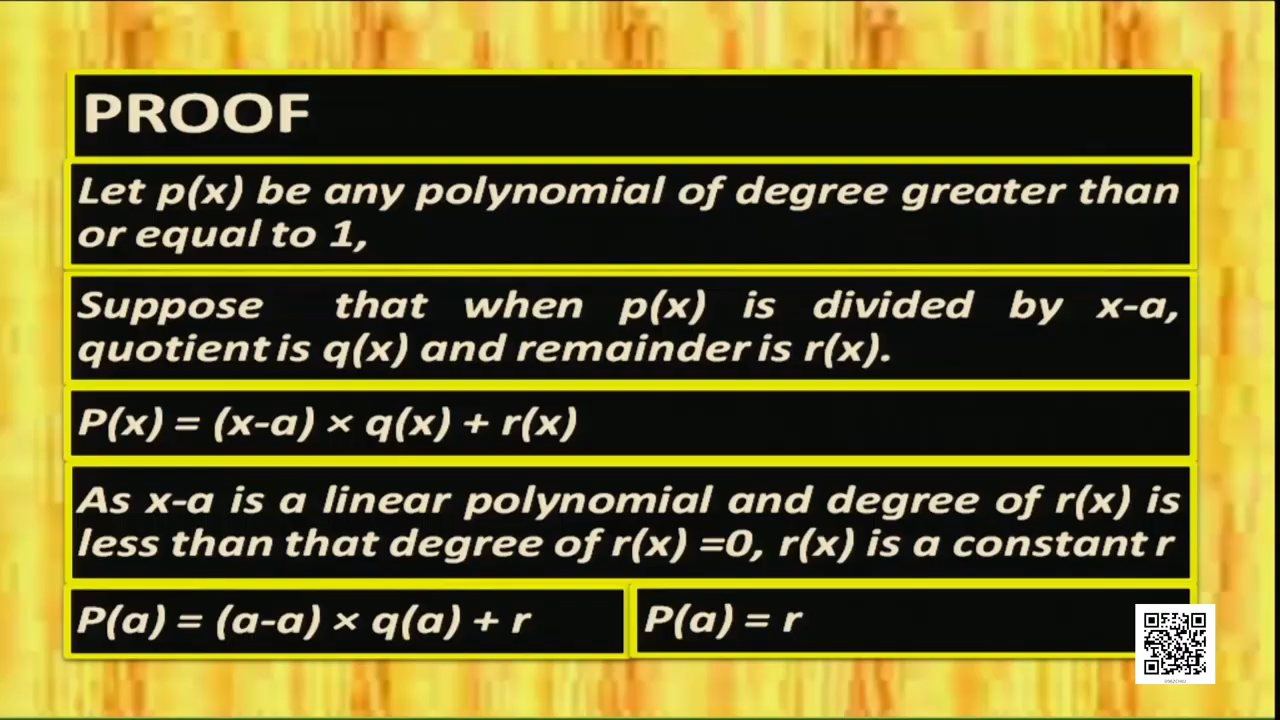 PROOF
Let p(x) be any polynomial of degree greater than
or equal to 1,
Suppose that when p(x) is divided by x-a,
quotient is q(x) and remainder is r(x).
P(x) = (x-a) × q(x) + r(x)
As x-a is a linear polynomial and degree of r(x) is
less than that degree of r(x) =0, r(x) is a constant r
P(a) = (a-a) × q(a) + r
P(a) = r